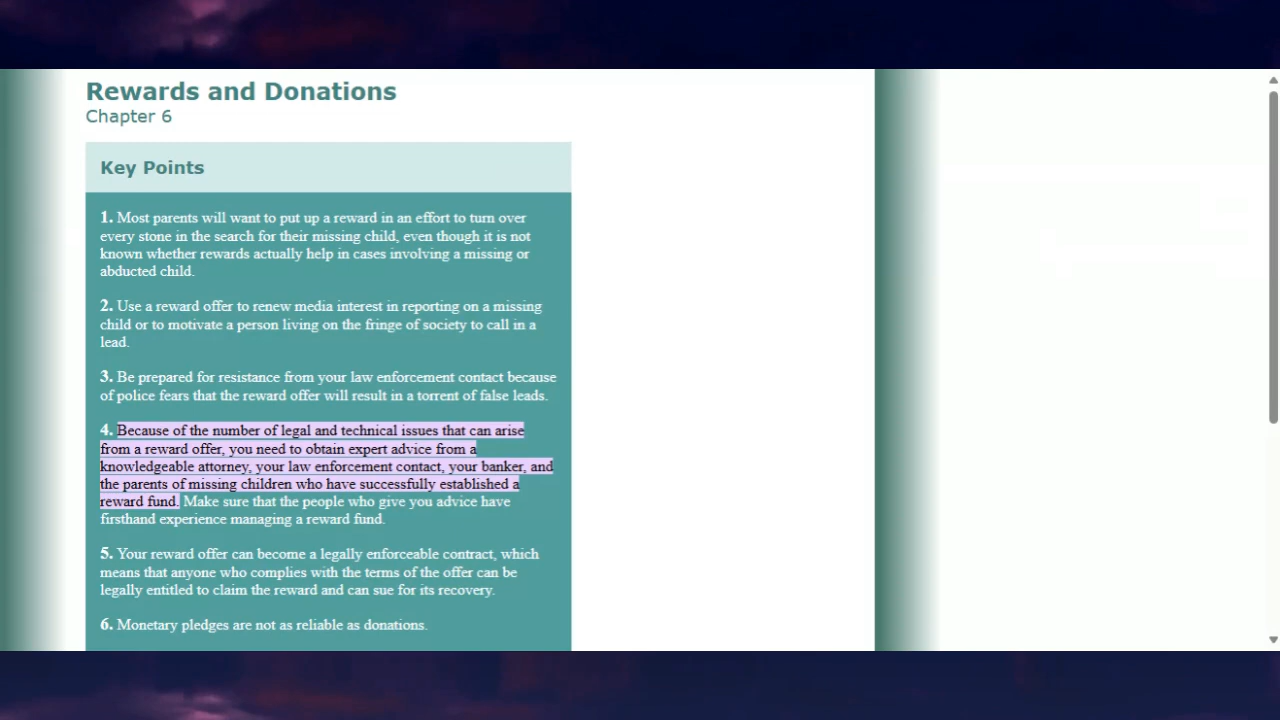 Rewards and Donations
Chapter 6
Key Points
1. Most parents will want to put up a reward in an effort to turn over
every stone in the search for their missing child, even though it is not
known whether rewards actually help in cases involving a missing or
abducted child.
2. Use a reward offer to renew media interest in reporting on a missing
child or to motivate a person living on the fringe of society to call in a
lead.
3. Be prepared for resistance from your law enforcement contact because
of police fears that the reward offer will result in a torrent of false leads.
4. Because of the number of legal and technical issues that can arise
from a reward offer, you need to obtain expert advice from a
knowledgeable attorney, your law enforcement contact, your banker, and
the parents of missing children who have successfully established a
reward fund. Make sure that the people who give you advice have
firsthand experience managing a reward fund.
5. Your reward offer can become a legally enforceable contract, which
means that anyone who complies with the terms of the offer can be
legally entitled to claim the reward and can sue for its recovery.
6. Monetary pledges are not as reliable as donations.